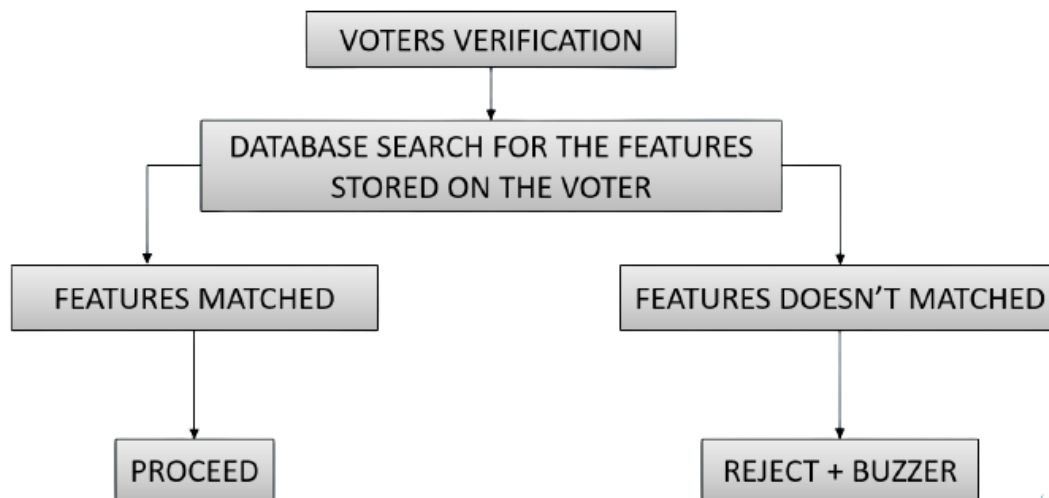 VOTERS VERIFICATION
DATABASE SEARCH FOR THE FEATURES
STORED ON THE VOTER
FEATURES MATCHED
FEATURES DOESN’T MATCHED
PROCEED
REJECT + BUZZER